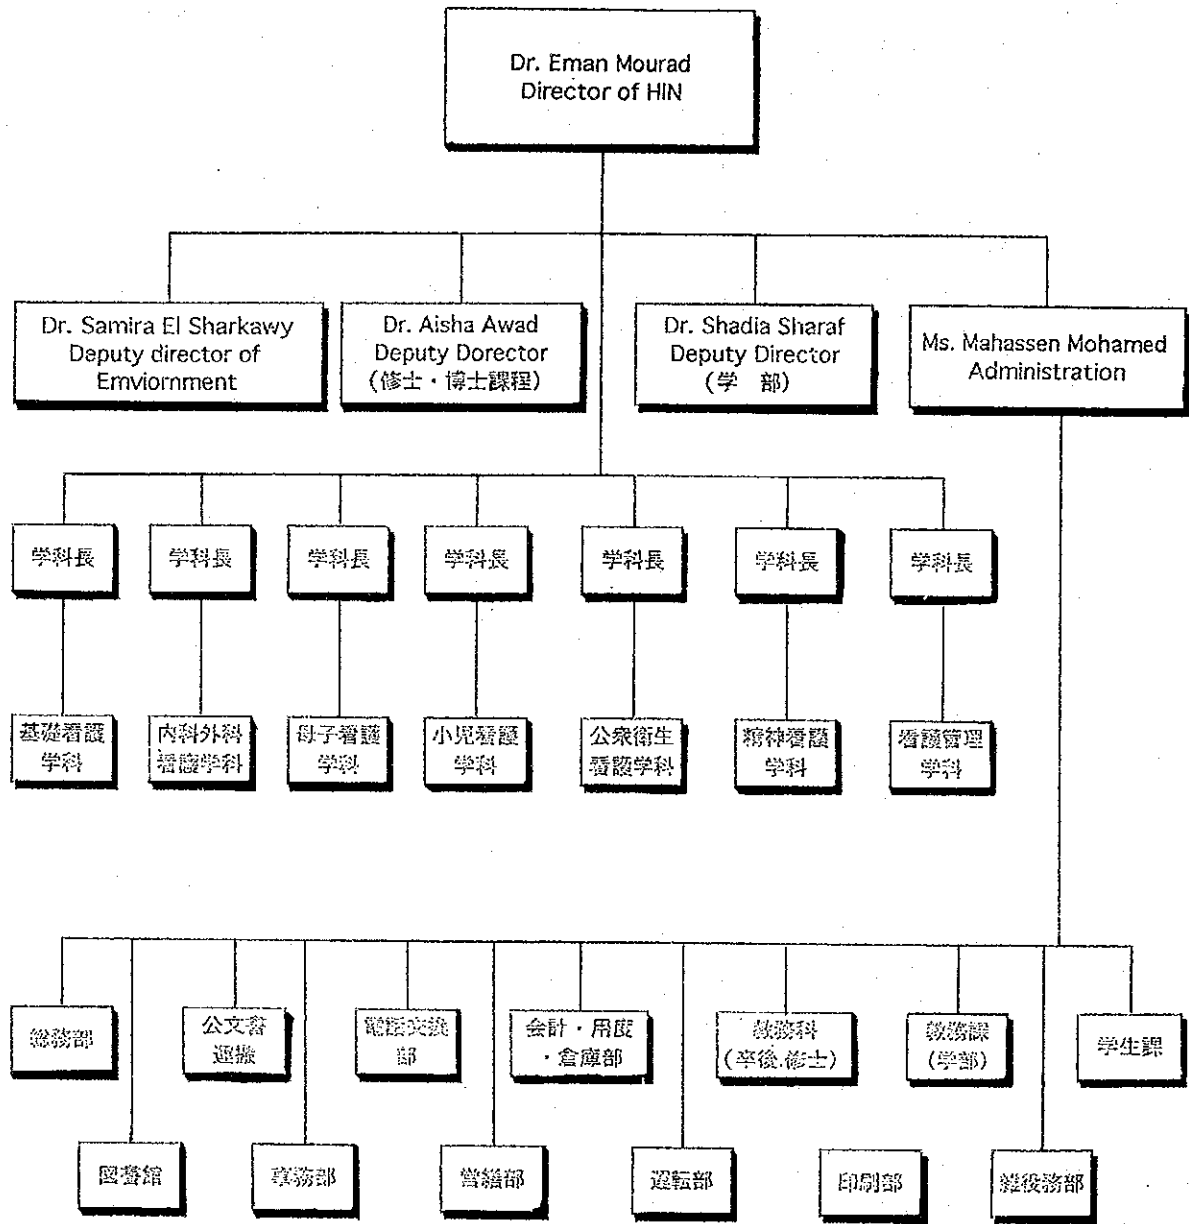 Dr. Eman Mourad
Director of HIN
Dr. Samira El Sharkawy
Deputy director of
Emviornment
Dr. Aisha Awad
Deputy Dorector
（修士・博士課程）
Dr. Shadia Sharaf
Deputy Director
（学　部）
Ms. Mahassen Mohamed
Administration
学科長
学科長
学科長
学科長
学科長
学科長
学科長
基礎看護
学科
内科外科
看護学科
母子看護
学科
小児看護
学科
公衆衛生
看護学科
精神看護
学科
看護管理
学科
総務部
公文書
運搬
電話交換
部
会計・用度
・倉庫部
教務科
（卒後.修士）
教務課
（学部）
学生課
図書館
専務部
営繕部
運転部
印刷部
雑役務部